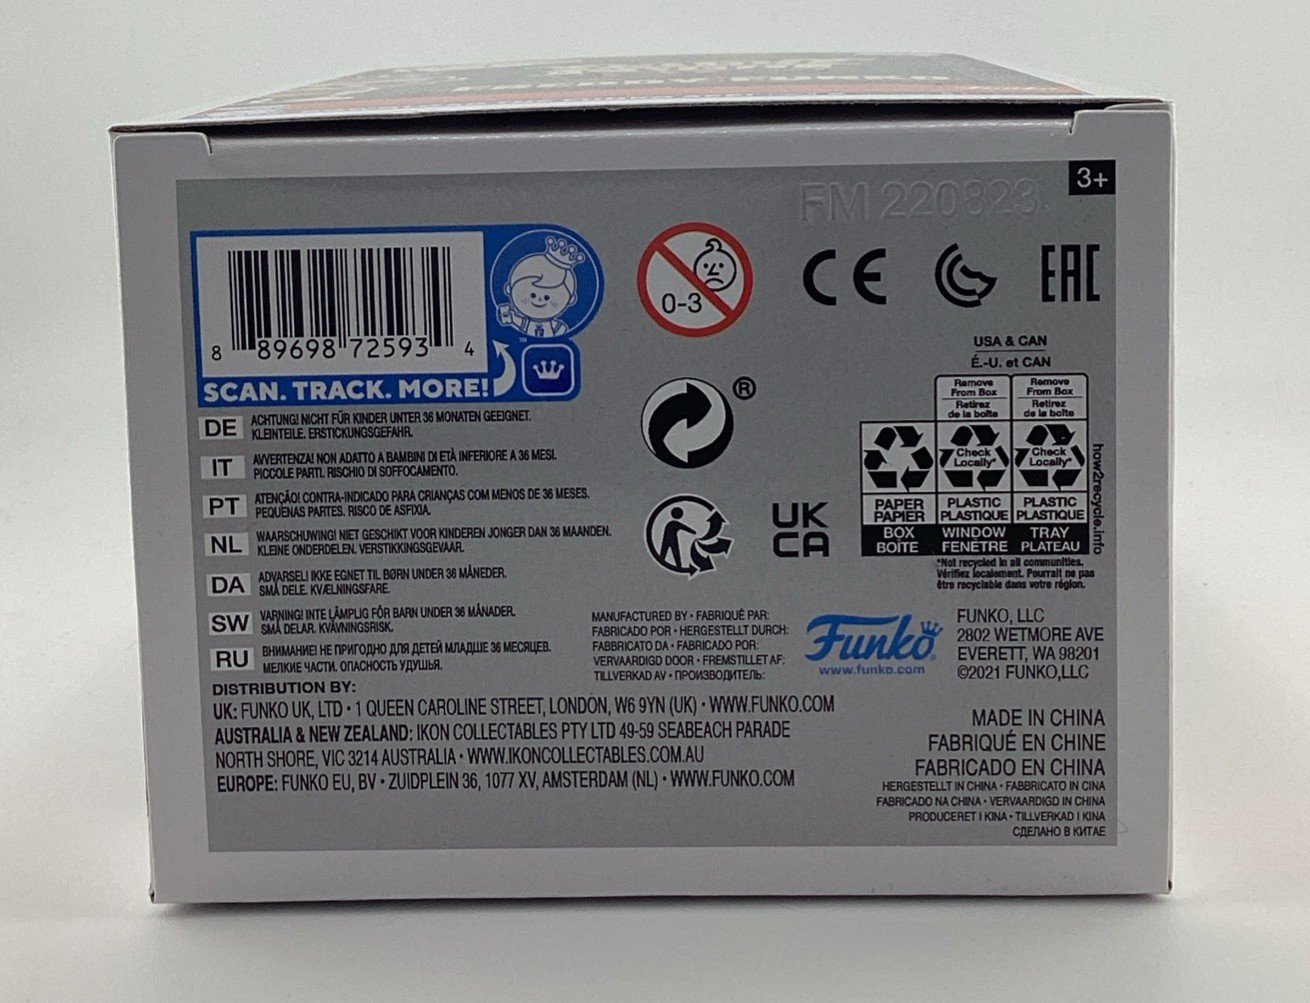 FREDDY FUNKO
FM 220823
3+
8 89698 72593 4
SCAN. TRACK. MORE!
™
0-3
CE
EAC
®
UK
CA
USA & CAN
É.-U. et CAN
Remove From Box Retirez de la boîte
Remove From Box Retirez de la boîte
Check Locally*
Check Locally*
PAPER PAPIER
PLASTIC PLASTIQUE
PLASTIC PLASTIQUE
BOX BOÎTE
WINDOW FENÊTRE
TRAY PLATEAU
how2recycle.info
*Not recycled in all communities.
Vérifiez localement. Pourrait ne pas
être recyclable dans votre région.
DE ACHTUNG! NICHT FÜR KINDER UNTER 36 MONATEN GEEIGNET.
KLEINTEILE. ERSTICKUNGSGEFAHR.
IT AVVERTENZA! NON ADATTO A BAMBINI DI ETÀ INFERIORE A 36 MESI.
PICCOLE PARTI. RISCHIO DI SOFFOCAMENTO.
PT ATENÇÃO! CONTRA-INDICADO PARA CRIANÇAS COM MENOS DE 36 MESES.
PEQUENAS PARTES. RISCO DE ASFIXIA.
NL WAARSCHUWING! NIET GESCHIKT VOOR KINDEREN JONGER DAN 36 MAANDEN.
KLEINE ONDERDELEN. VERSTIKKINGSGEVAAR.
DA ADVARSEL! IKKE EGNET TIL BØRN UNDER 36 MÅNEDER.
SMÅ DELE. KVÆLNINGSFARE.
SW VARNING! INTE LÄMPLIG FÖR BARN UNDER 36 MÅNADER.
SMÅ DELAR. KVÄVNINGSRISK.
RU ВНИМАНИЕ! НЕ ПРИГОДНО ДЛЯ ДЕТЕЙ МЛАДШЕ 36 МЕСЯЦЕВ.
МЕЛКИЕ ЧАСТИ. ОПАСНОСТЬ УДУШЬЯ.
MANUFACTURED BY • FABRIQUÉ PAR:
FABRICADO POR • HERGESTELLT DURCH:
FABBRICATO DA • FABRICADO POR:
VERVAARDIGD DOOR • FREMSTILLET AF:
TILLVERKAD AV • ПРОИЗВОДИТЕЛЬ:
Funko
www.funko.com
FUNKO, LLC
2802 WETMORE AVE
EVERETT, WA 98201
©2021 FUNKO,LLC
DISTRIBUTION BY:
UK: FUNKO UK, LTD • 1 QUEEN CAROLINE STREET, LONDON, W6 9YN (UK) • WWW.FUNKO.COM
AUSTRALIA & NEW ZEALAND: IKON COLLECTABLES PTY LTD 49-59 SEABEACH PARADE
NORTH SHORE, VIC 3214 AUSTRALIA • WWW.IKONCOLLECTABLES.COM.AU
EUROPE: FUNKO EU, BV • ZUIDPLEIN 36, 1077 XV, AMSTERDAM (NL) • WWW.FUNKO.COM
MADE IN CHINA
FABRIQUÉ EN CHINE
FABRICADO EN CHINA
HERGESTELLT IN CHINA • FABBRICATO IN CINA
FABRICADO NA CHINA • VERVAARDIGD IN CHINA
PRODUCERET I KINA • TILLVERKAD I KINA
СДЕЛАНО В КИТАЕ